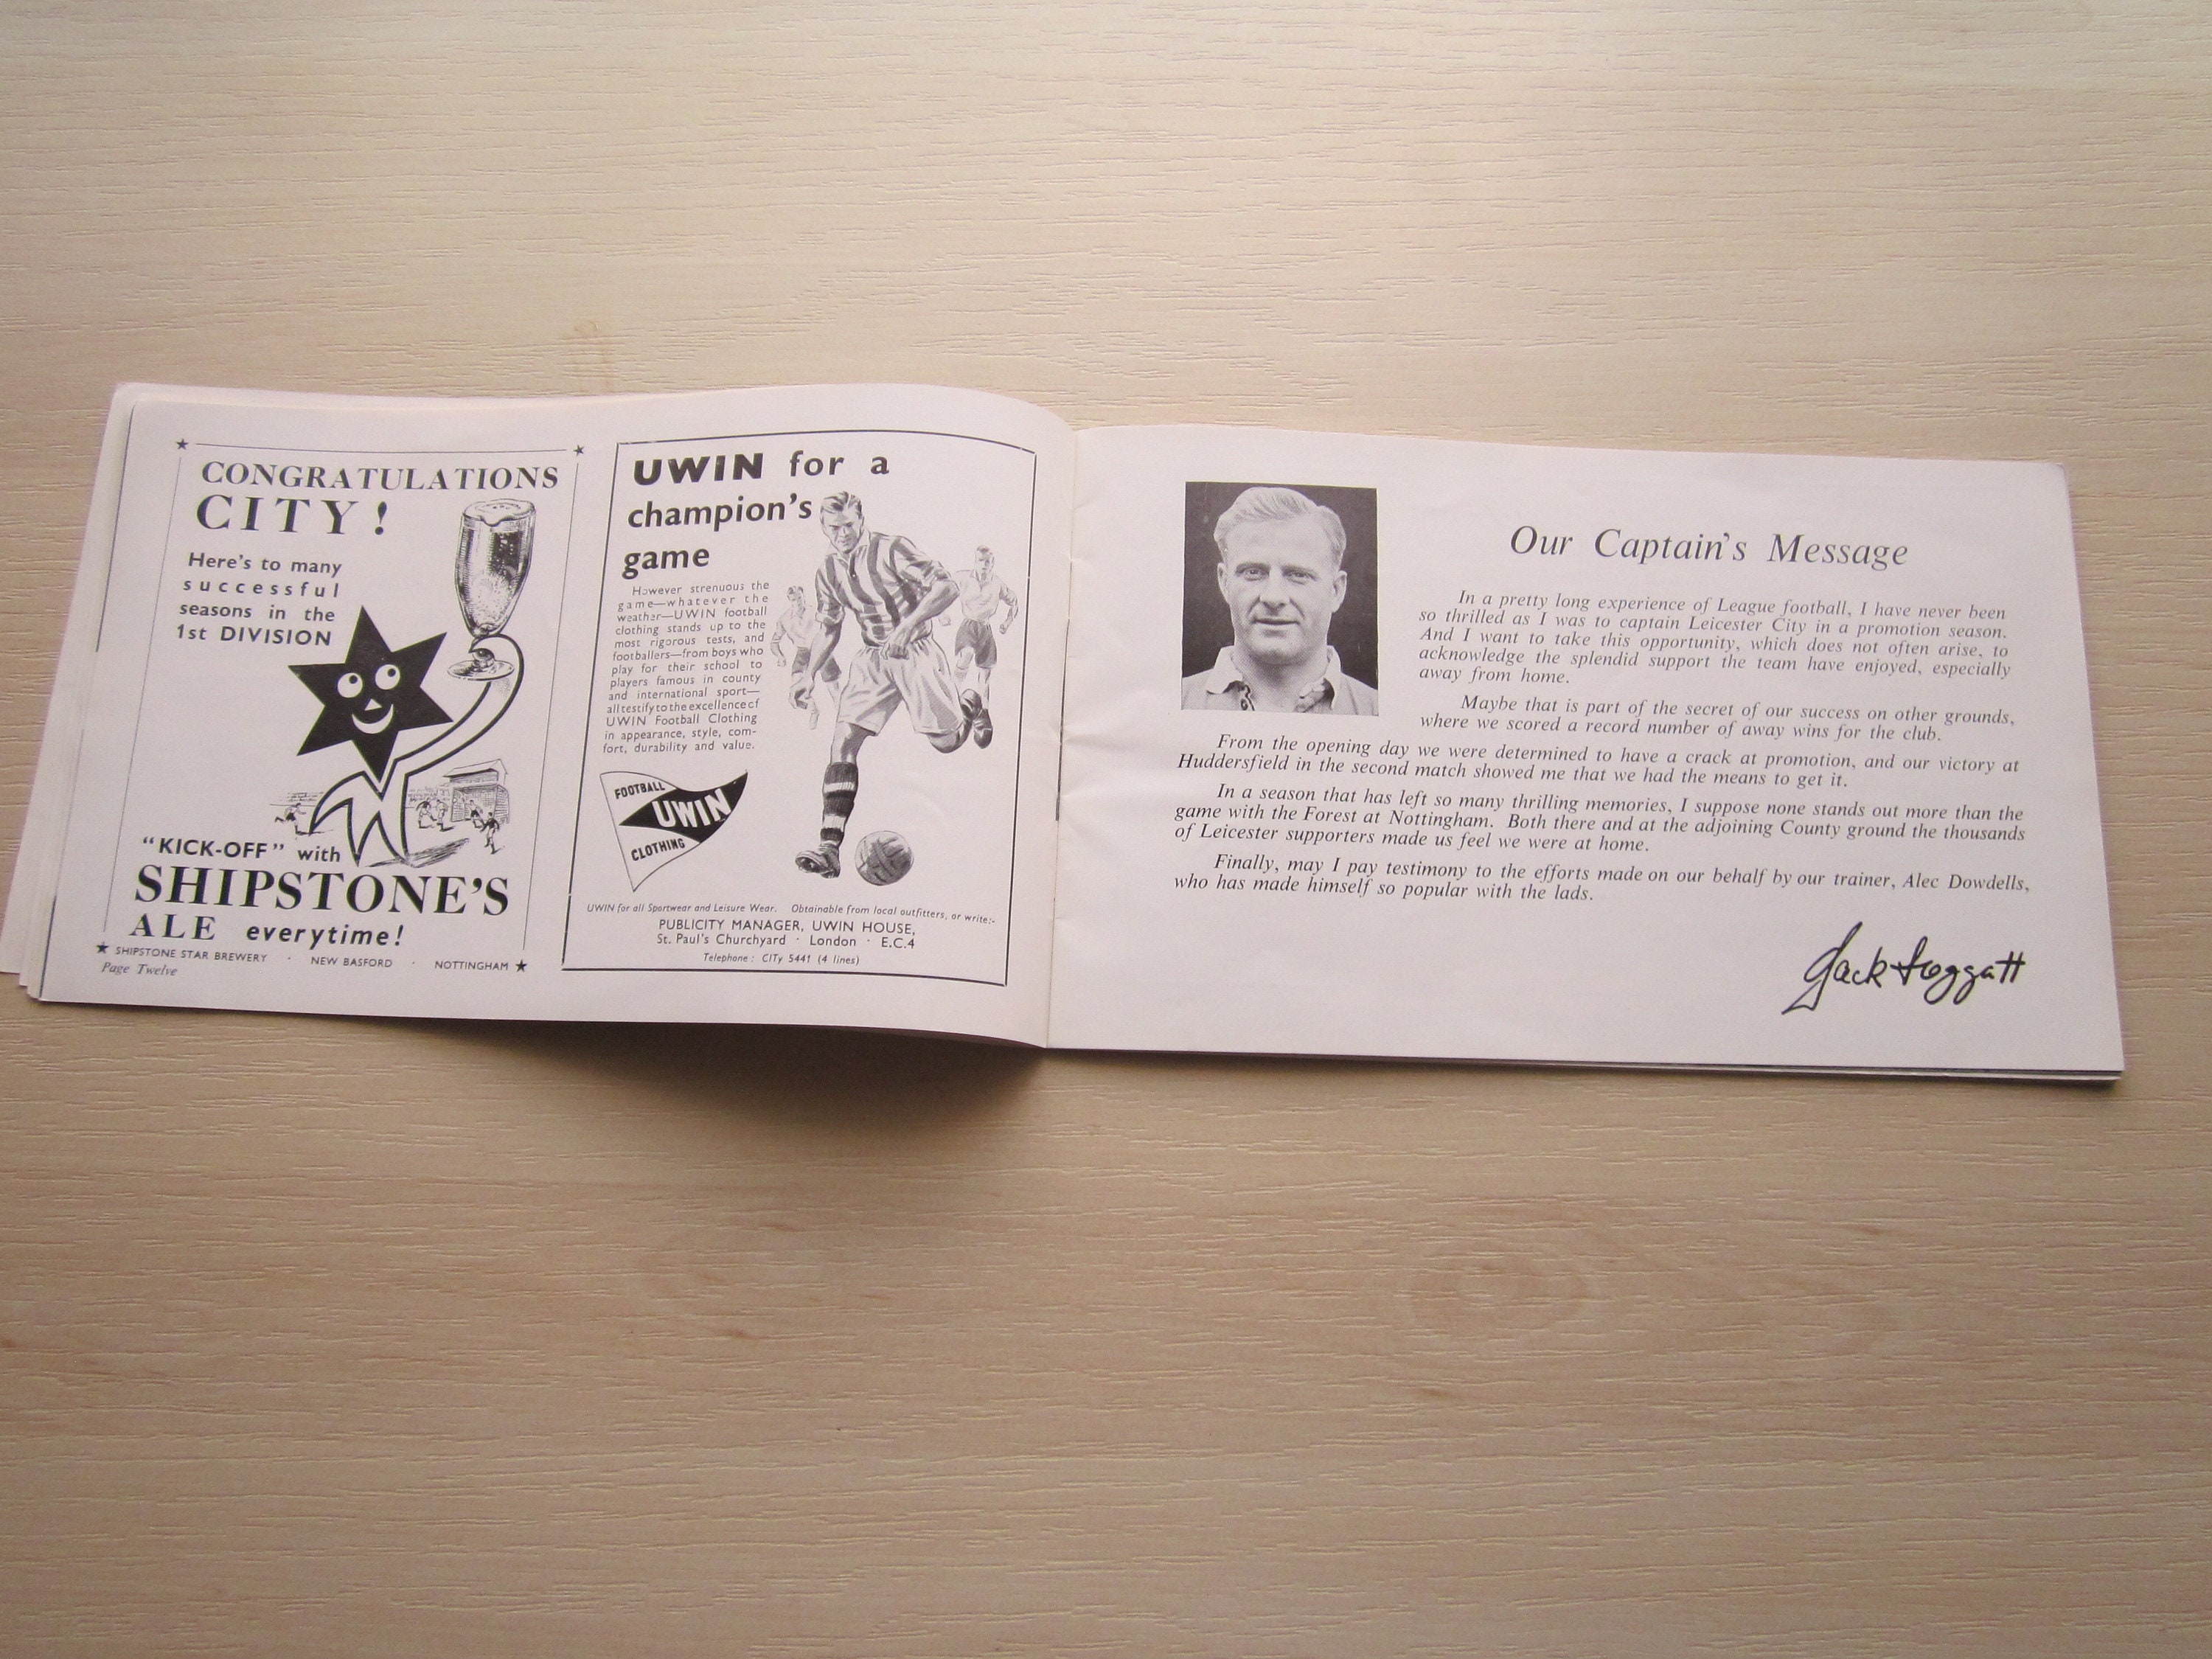 CONGRATULATIONS
CITY!
Here's to many
successful
seasons in the
1st DIVISION
"KICK-OFF" with
SHIPSTONE'S
ALE everytime!
SHIPSTONE STAR BREWERY · NEW BASFORD · NOTTINGHAM
Page Twelve
UWIN for a
champion's
game
However strenuous the
game—whatever the
weather—UWIN football
clothing stands up to the
most rigorous tests, and
footballers—from boys who
play for their school to
players famous in county
and international sport—
all testify to the excellence of
UWIN Football Clothing
in appearance, style, com-
fort, durability and value.
FOOTBALL
UWIN
CLOTHING
UWIN for all Sportwear and Leisure Wear. Obtainable from local outfitters, or write:-
PUBLICITY MANAGER, UWIN HOUSE,
St. Paul's Churchyard · London · E.C.4
Telephone: CITy 5441 (4 lines)
Our Captain's Message
In a pretty long experience of League football, I have never been
so thrilled as I was to captain Leicester City in a promotion season.
And I want to take this opportunity, which does not often arise, to
acknowledge the splendid support the team have enjoyed, especially
away from home.
Maybe that is part of the secret of our success on other grounds,
where we scored a record number of away wins for the club.
From the opening day we were determined to have a crack at promotion, and our victory at
Huddersfield in the second match showed me that we had the means to get it.
In a season that has left so many thrilling memories, I suppose none stands out more than the
game with the Forest at Nottingham. Both there and at the adjoining County ground the thousands
of Leicester supporters made us feel we were at home.
Finally, may I pay testimony to the efforts made on our behalf by our trainer, Alec Dowdells,
who has made himself so popular with the lads.
Jack Froggatt